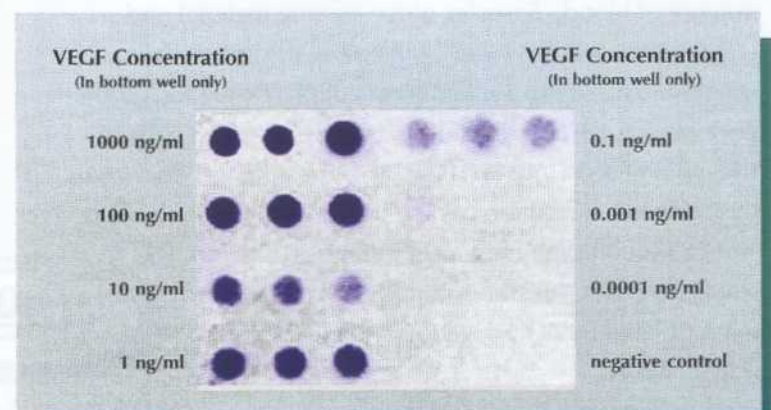 VEGF Concentration
(In bottom well only)
VEGF Concentration
(In bottom well only)
1000 ng/ml
0.1 ng/ml
100 ng/ml
0.001 ng/ml
10 ng/ml
0.0001 ng/ml
1 ng/ml
negative control